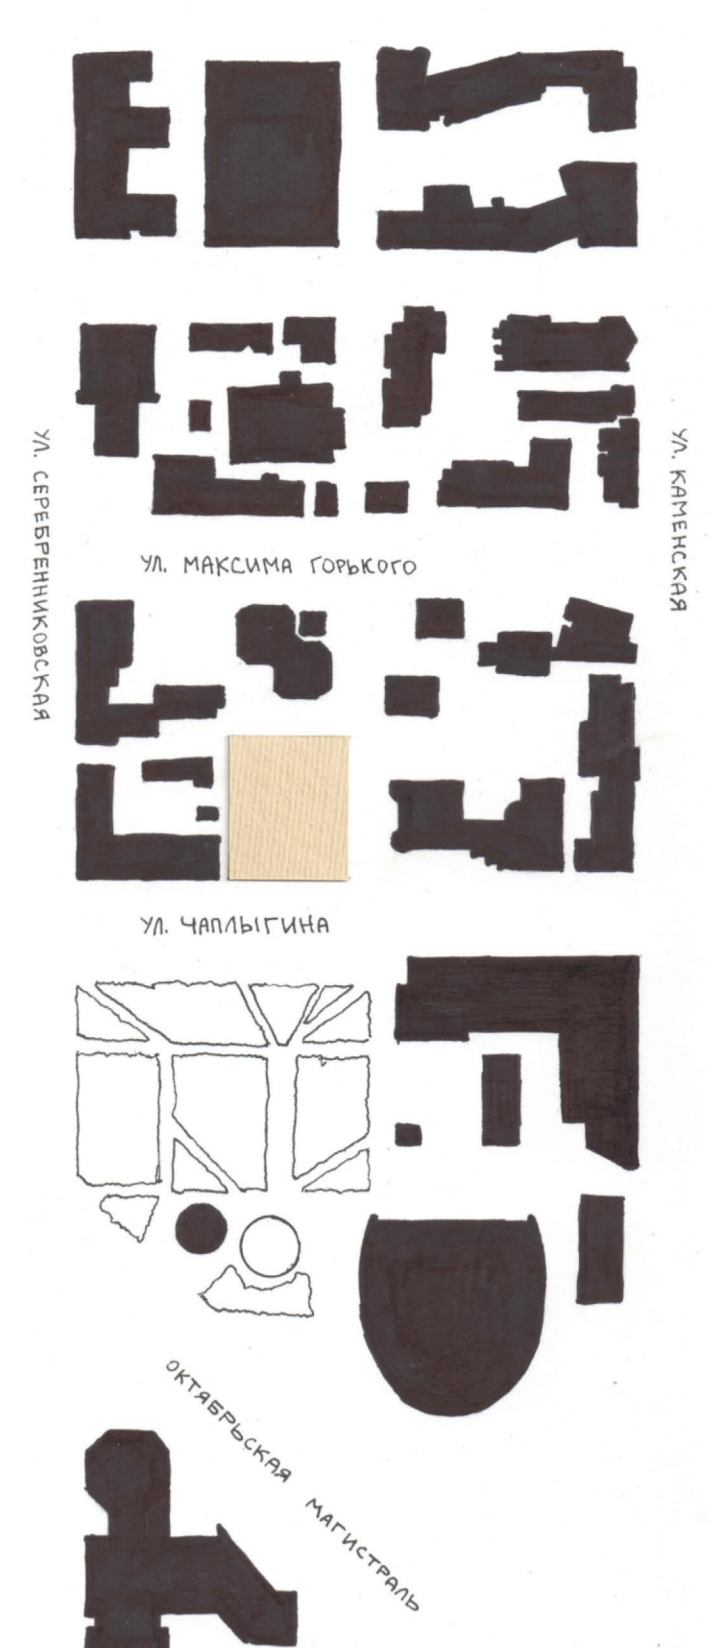 УЛ. СЕРЕБРЕННИКОВСКАЯ
УЛ. КАМЕНСКАЯ
УЛ. МАКСИМА ГОРЬКОГО
УЛ. ЧАПЛЫГИНА
ОКТЯБРЬСКАЯ МАГИСТРАЛЬ